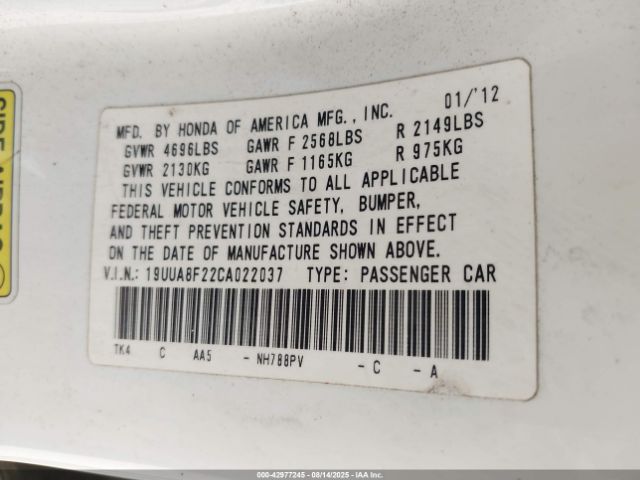 MFD. BY HONDA OF AMERICA MFG., INC. 01/'12
GVWR 4696LBS GAWR F 2568LBS R 2149LBS
GVWR 2130KG GAWR F 1165KG R 975KG
THIS VEHICLE CONFORMS TO ALL APPLICABLE
FEDERAL MOTOR VEHICLE SAFETY, BUMPER,
AND THEFT PREVENTION STANDARDS IN EFFECT
ON THE DATE OF MANUFACTURE SHOWN ABOVE.
V.I.N.: 19UUA8F22CA022037 TYPE: PASSENGER CAR
TK4 C AA5 - NH788PV - C - A
000-42977245 - 08/14/2025 - IAA Inc.